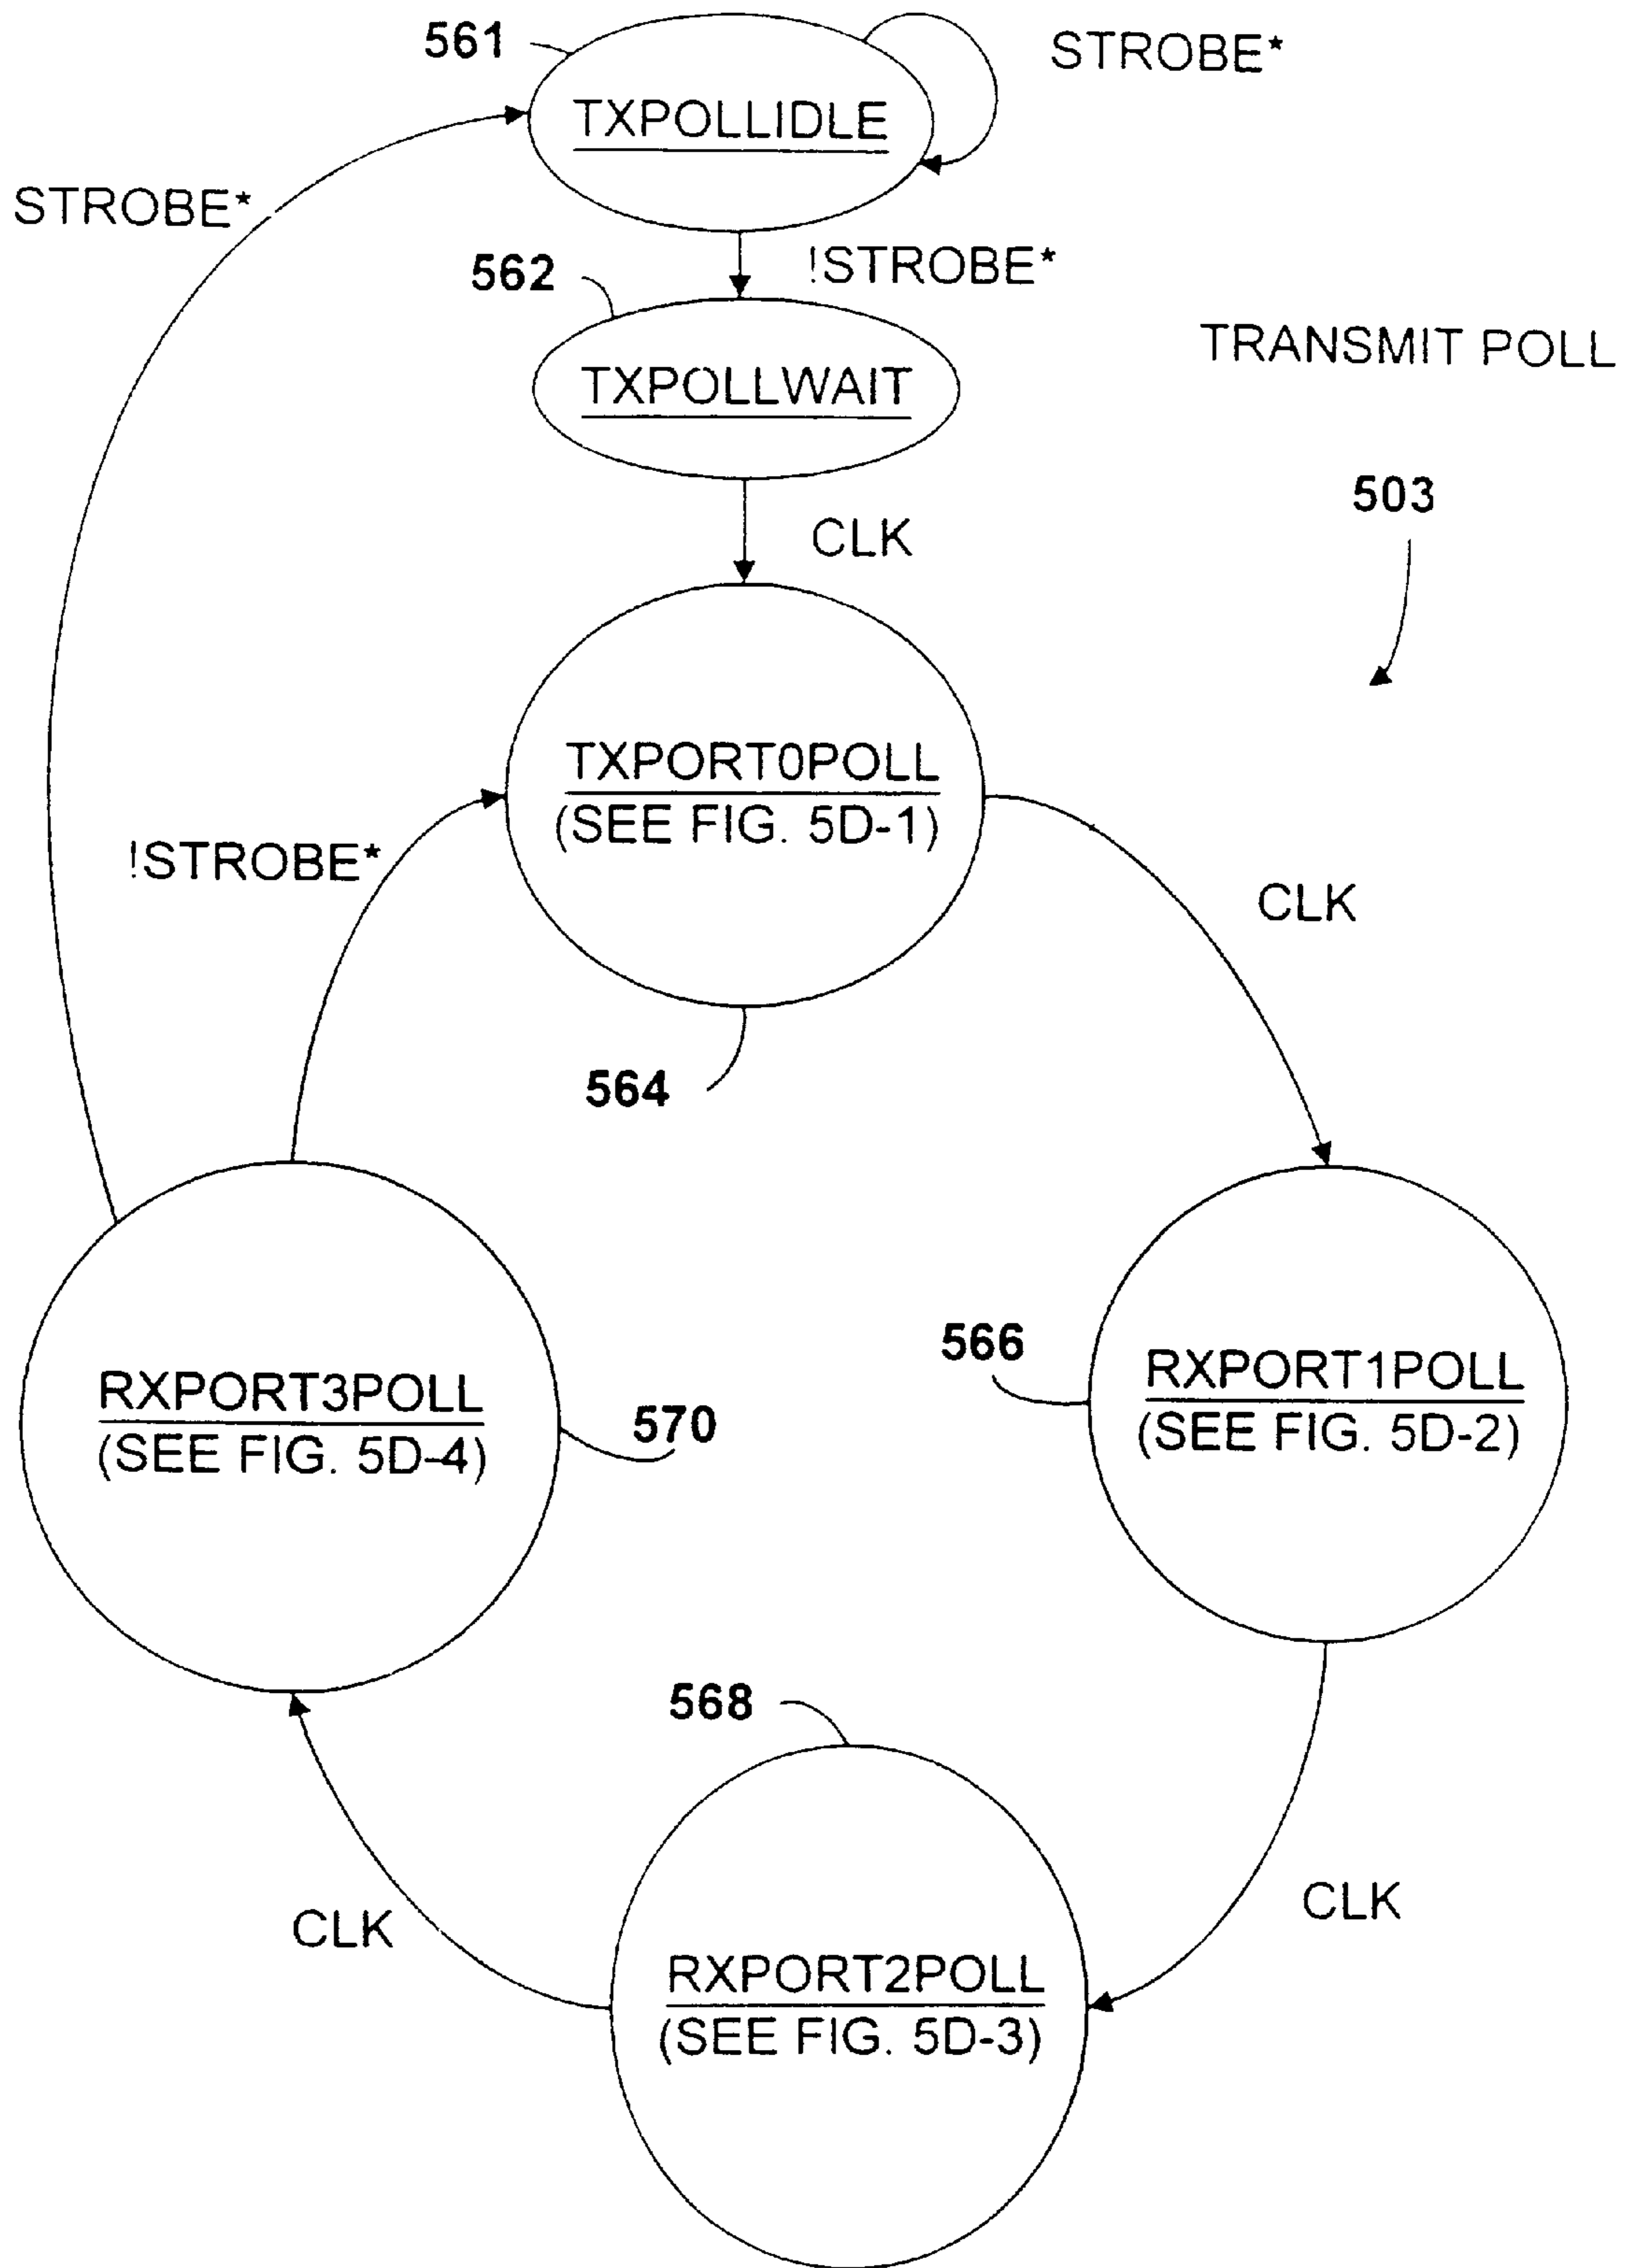 561
STROBE*
TXPOLLIDLE
STROBE*
562
!STROBE*
TRANSMIT POLL
TXPOLLWAIT
503
CLK
TXPORT0POLL
(SEE FIG. 5D-1)
!STROBE*
CLK
564
566
RXPORT1POLL
(SEE FIG. 5D-2)
RXPORT3POLL
(SEE FIG. 5D-4)
570
568
CLK
CLK
RXPORT2POLL
(SEE FIG. 5D-3)